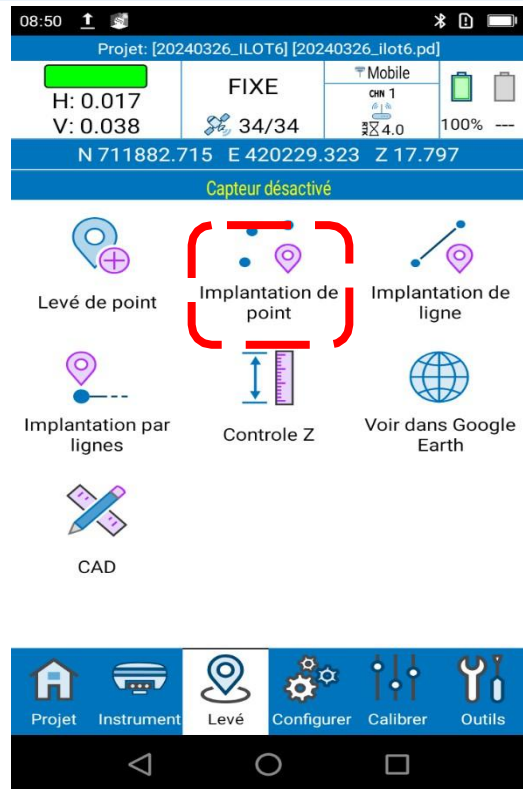 08:50
Projet: [20240326_ILOT6] [20240326_ilot6.pd]
H: 0.017
V: 0.038
FIXE
34/34
Mobile
CHN 1
4.0
100% ---
N 711882.715 E 420229.323 Z 17.797
Capteur désactivé
Levé de point
Implantation de
point
Implantation de
ligne
Implantation par
lignes
Controle Z
Voir dans Google
Earth
CAD
Projet
Instrument
Levé
Configurer
Calibrer
Outils